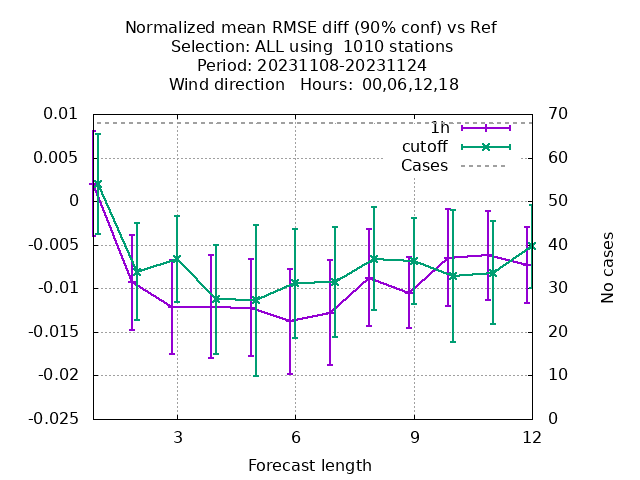 Normalized mean RMSE diff (90% conf) vs Ref
Selection: ALL using  1010 stations
Period: 20231108-20231124
Wind direction   Hours:  00,06,12,18
0.01
0.005
0
-0.005
-0.01
-0.015
-0.02
-0.025
70
60
50
40
30
20
10
0
1h
cutoff
Cases
No cases
3
6
9
12
Forecast length